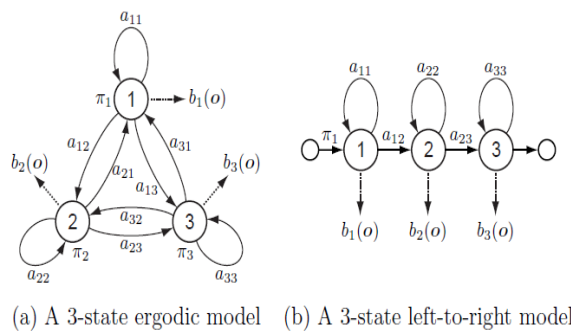 a₁₁
π₁ 1 b₁(o)
a₁₂ a₂₁ a₁₃ a₃₁
b₂(o) b₃(o)
2 a₃₂ 3
a₂₃
a₂₂ π₂ π₃ a₃₃
(a) A 3-state ergodic model
a₁₁ a₂₂ a₃₃
π₁ a₁₂ a₂₃
1 2 3
b₁(o) b₂(o) b₃(o)
(b) A 3-state left-to-right model